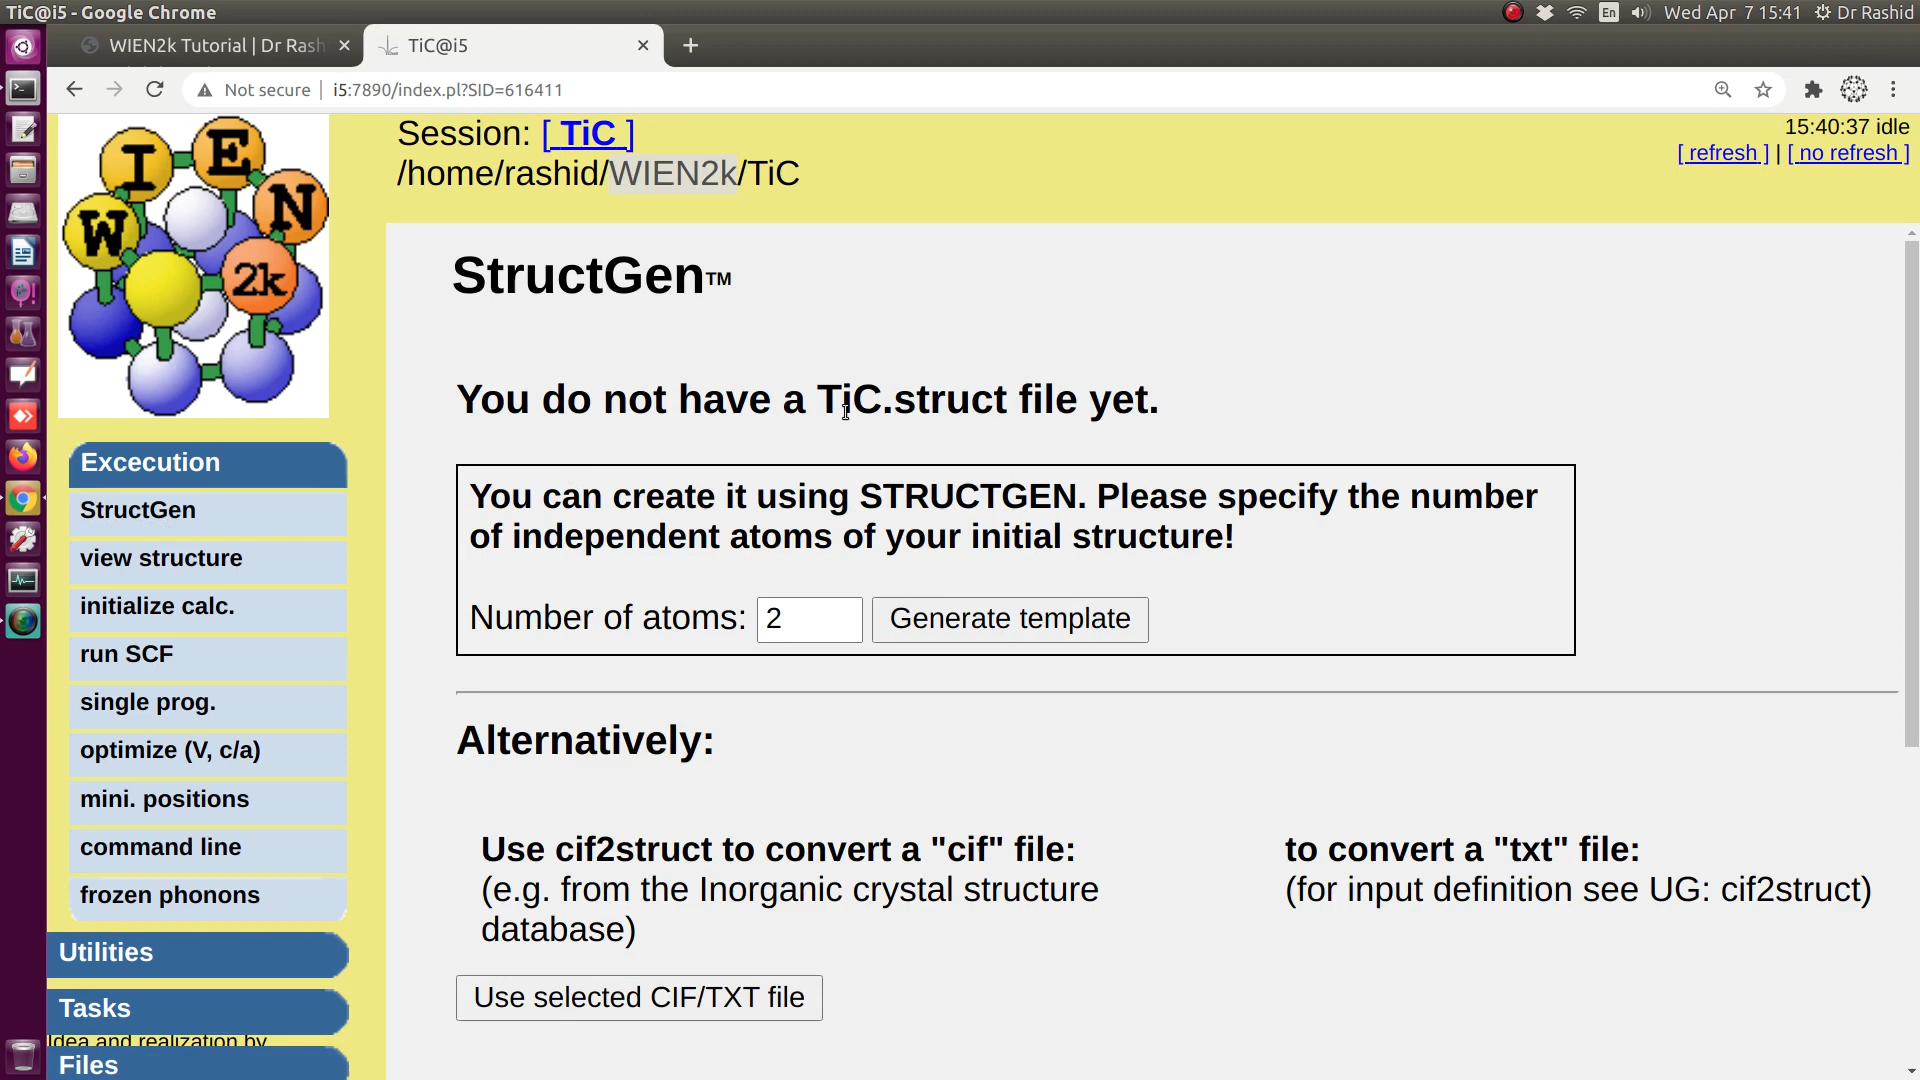 TiC@i5 - Google Chrome
En
Wed Apr 7 15:41
Dr Rashid
WIEN2k Tutorial | Dr Rash
TiC@i5
Not secure
i5:7890/index.pl?SID=616411
W I E N 2k
Session: [ TiC ]
/home/rashid/WIEN2k/TiC
15:40:37 idle
[ refresh ] | [ no refresh ]
StructGen™
You do not have a TiC.struct file yet.
You can create it using STRUCTGEN. Please specify the number
of independent atoms of your initial structure!
Number of atoms: 2 Generate template
Alternatively:
Use cif2struct to convert a "cif" file:
(e.g. from the Inorganic crystal structure
database)
to convert a "txt" file:
(for input definition see UG: cif2struct)
Use selected CIF/TXT file
Excecution
StructGen
view structure
initialize calc.
run SCF
single prog.
optimize (V, c/a)
mini. positions
command line
frozen phonons
Utilities
Tasks
Idea and realization by
Files